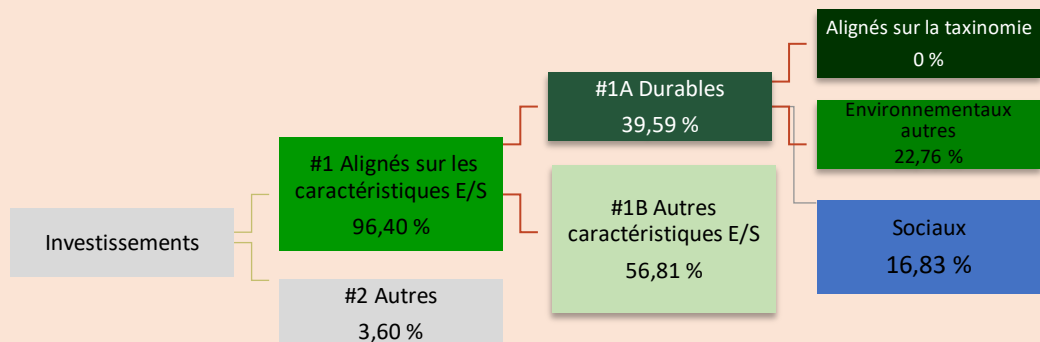 Investissements
#1 Alignés sur les
caractéristiques E/S
96,40 %
#2 Autres
3,60 %
#1A Durables
39,59 %
#1B Autres
caractéristiques E/S
56,81 %
Alignés sur la taxinomie
0 %
Environnementaux
autres
22,76 %
Sociaux
16,83 %